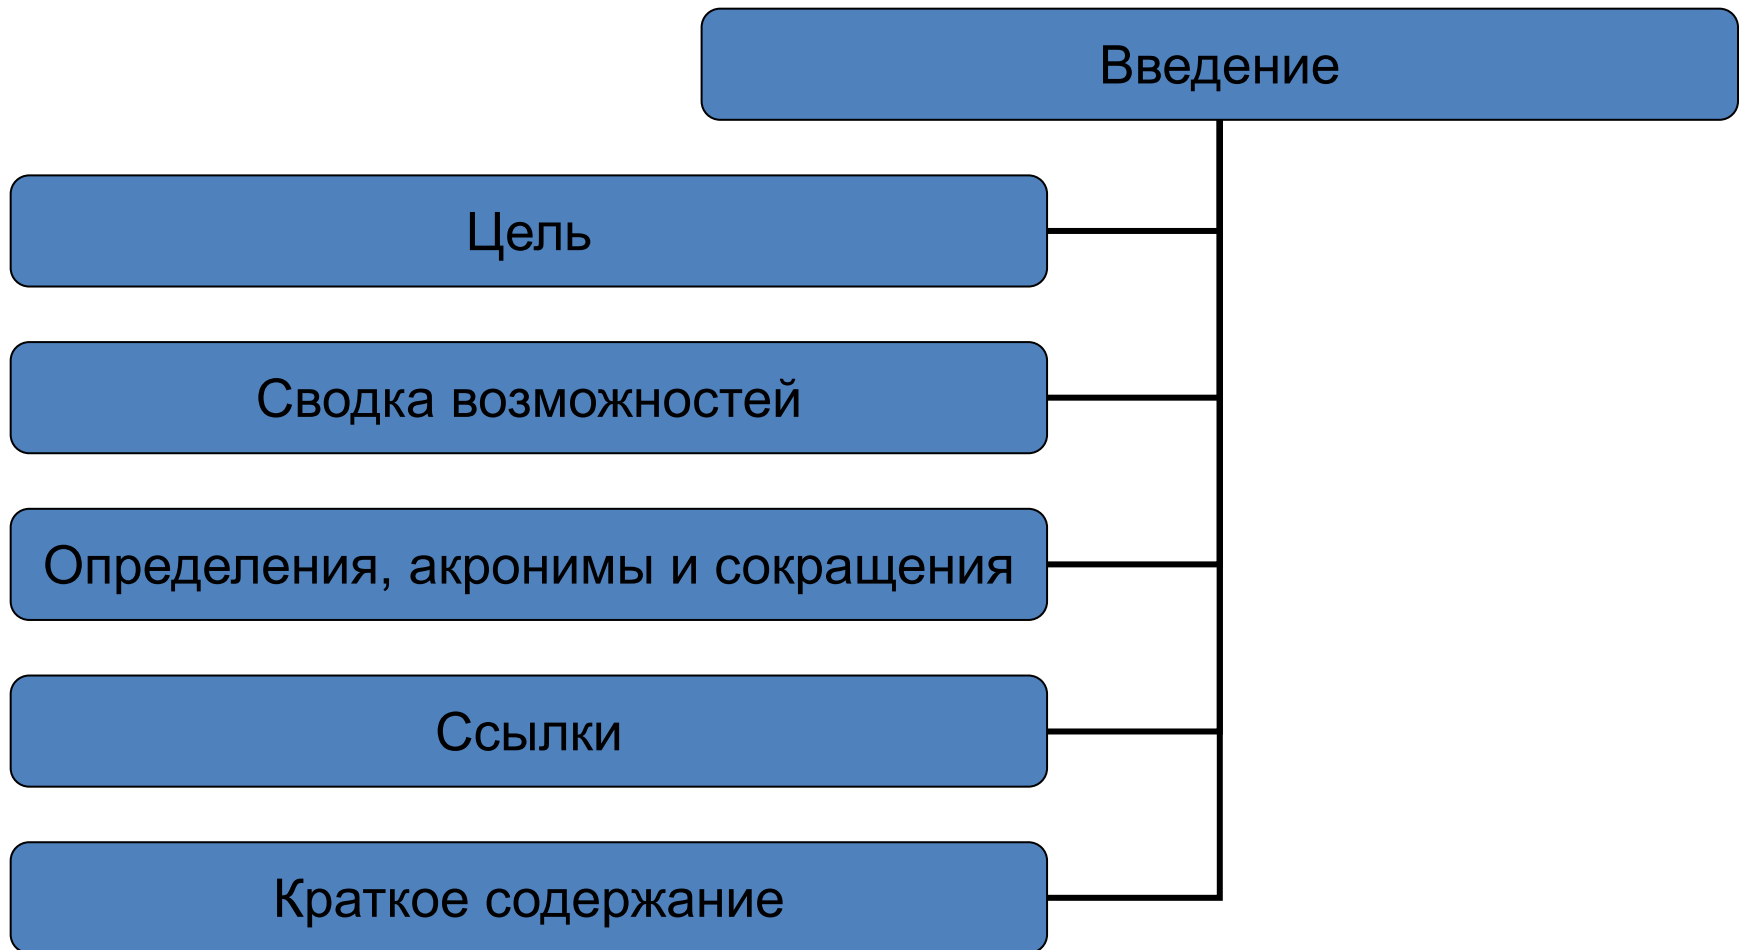 Введение
Цель
Сводка возможностей
Определения, акронимы и сокращения
Ссылки
Краткое содержание